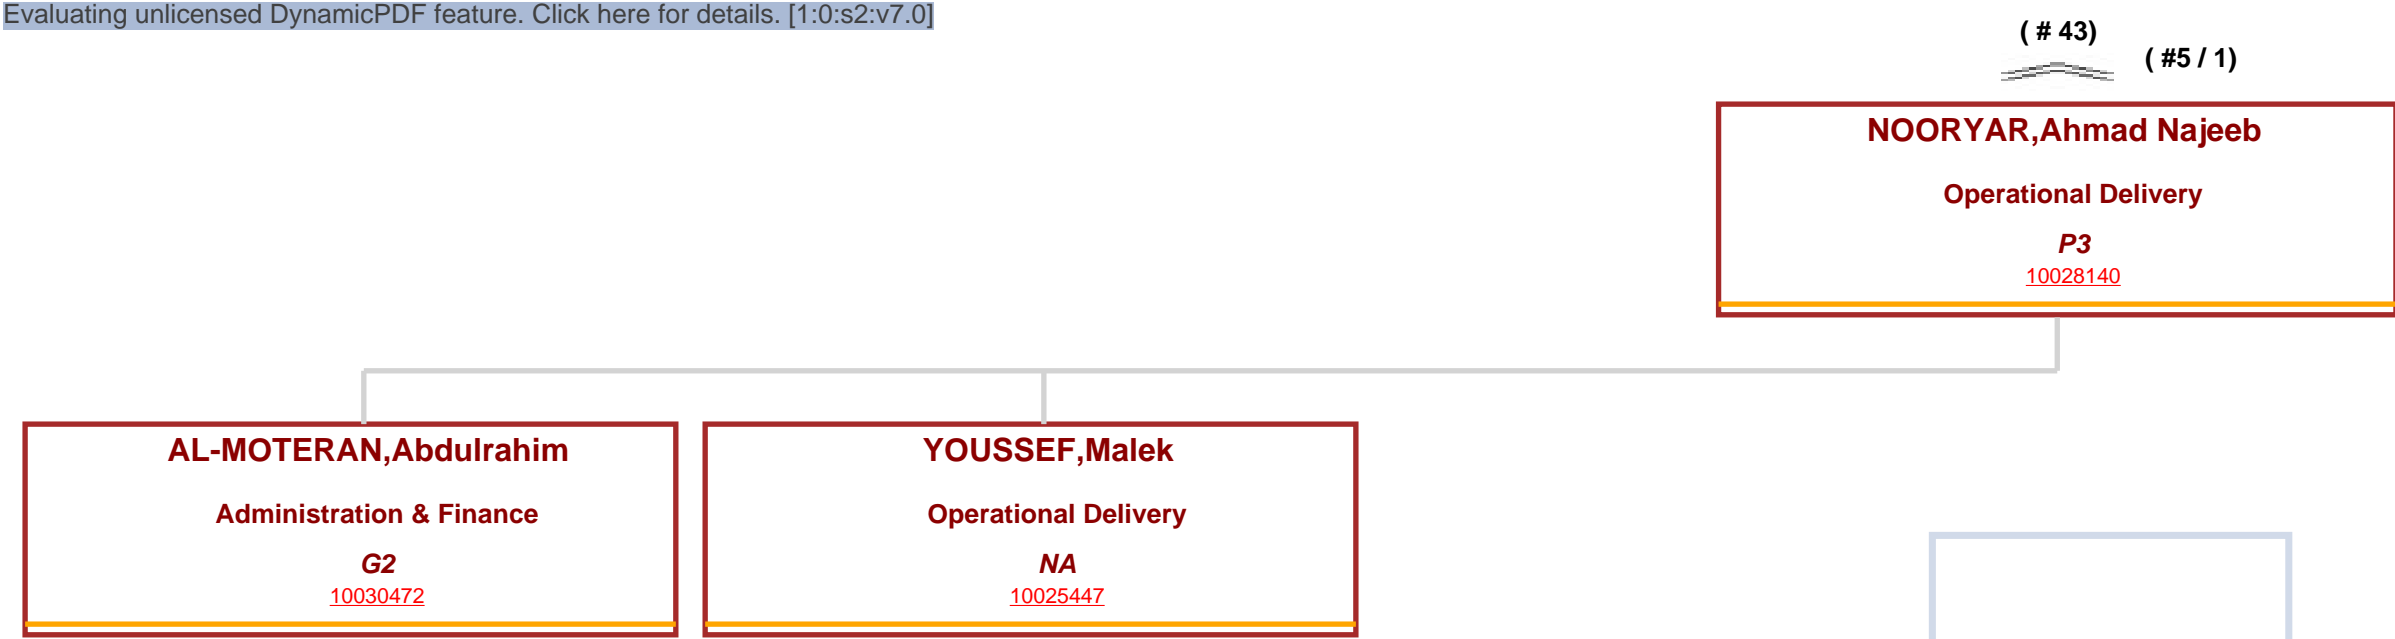 Evaluating unlicensed DynamicPDF feature. Click here for details. [1:0:s2:v7.0]
( # 43)
( #5 / 1)
NOORYAR,Ahmad Najeeb
Operational Delivery
P3
10028140
AL-MOTERAN,Abdulrahim
Administration & Finance
G2
10030472
YOUSSEF,Malek
Operational Delivery
NA
10025447